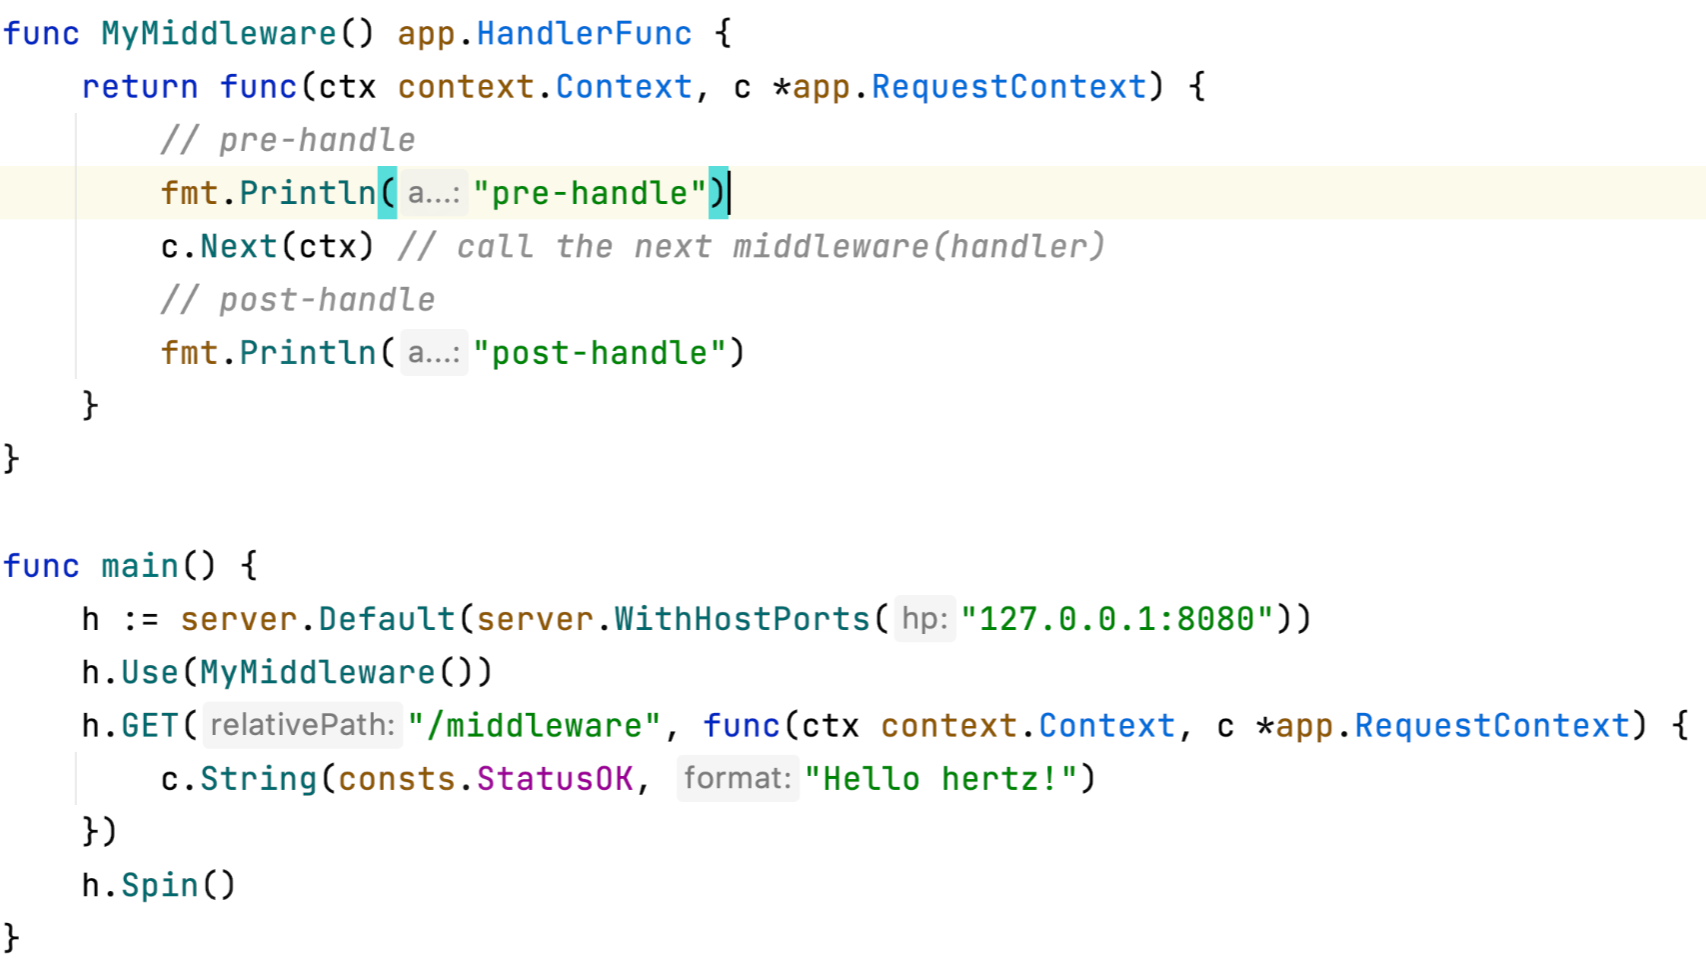 func MyMiddleware() app.HandlerFunc {
    return func(ctx context.Context, c *app.RequestContext) {
        // pre-handle
        fmt.Println( a...: "pre-handle")
        c.Next(ctx) // call the next middleware(handler)
        // post-handle
        fmt.Println( a...: "post-handle")
    }
}
func main() {
    h := server.Default(server.WithHostPorts( hp: "127.0.0.1:8080"))
    h.Use(MyMiddleware())
    h.GET( relativePath: "/middleware", func(ctx context.Context, c *app.RequestContext) {
        c.String(consts.StatusOK, format: "Hello hertz!")
    })
    h.Spin()
}